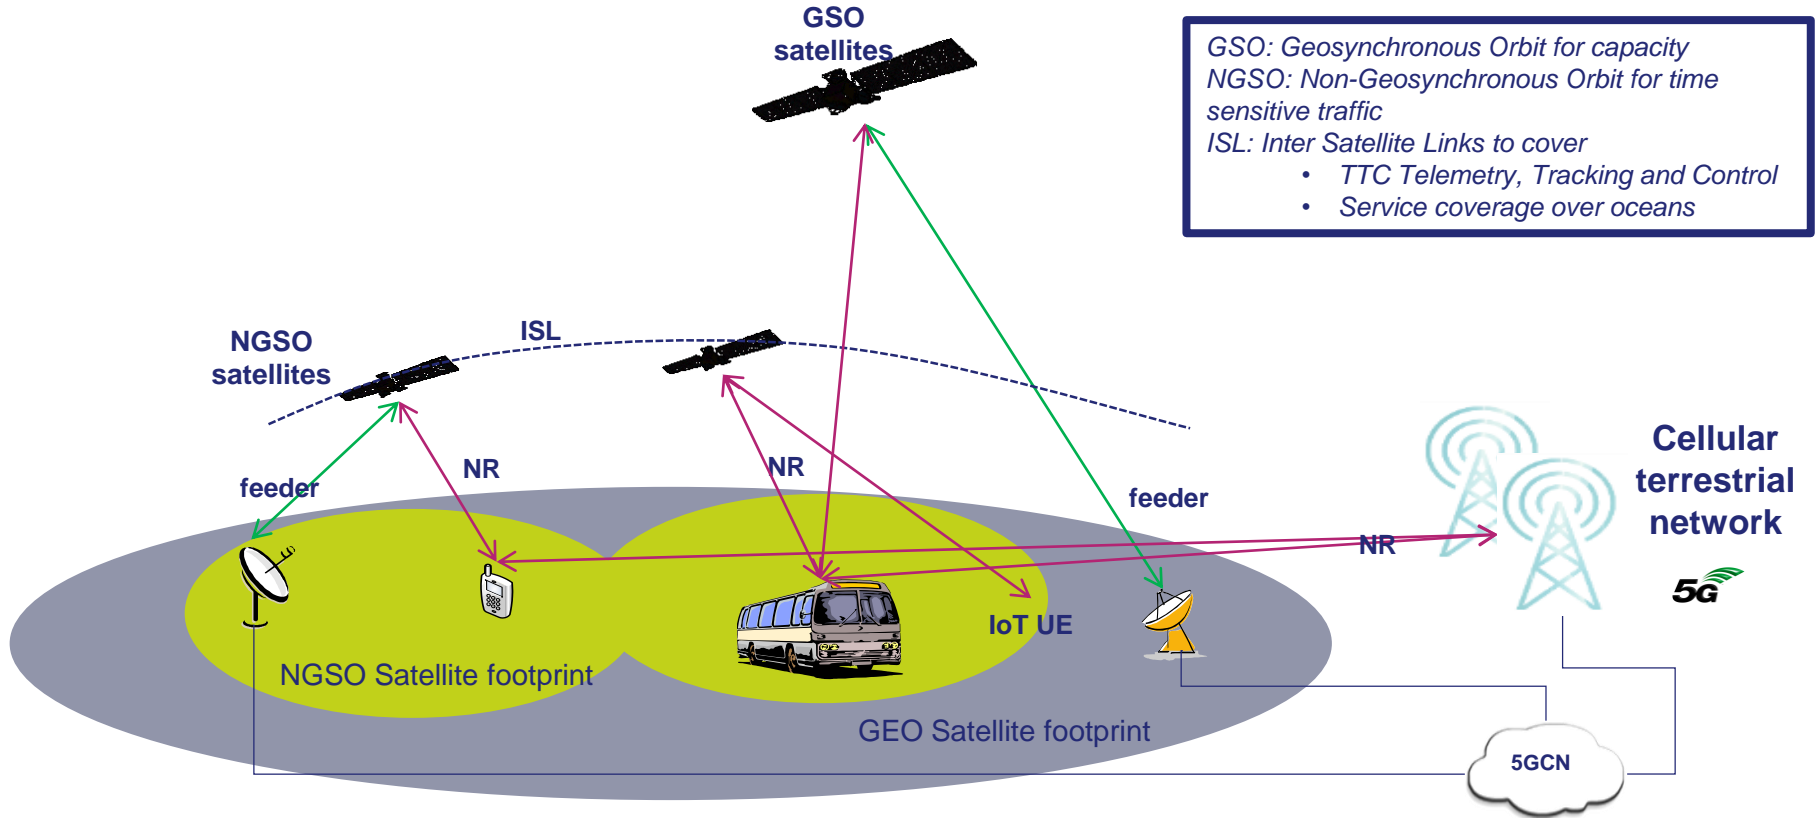 GSO
satellites
GSO: Geosynchronous Orbit for capacity
NGSO: Non-Geosynchronous Orbit for time
sensitive traffic
ISL: Inter Satellite Links to cover
• TTC Telemetry, Tracking and Control
• Service coverage over oceans
ISL
NGSO
satellites
Cellular
terrestrial
network
NR
NR
feeder
feeder
NR
5G
IoT UE
NGSO Satellite footprint
GEO Satellite footprint
5GCN